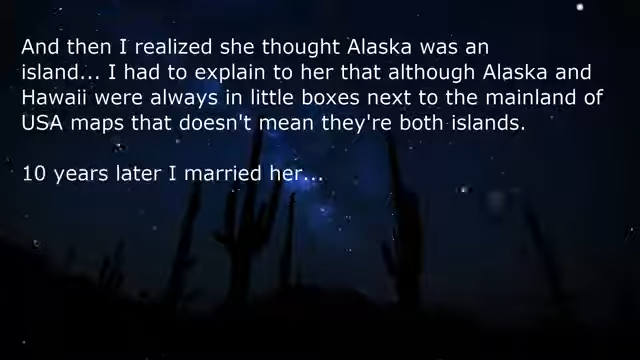 And then I realized she thought Alaska was an
island... I had to explain to her that although Alaska and
Hawaii were always in little boxes next to the mainland of
USA maps that doesn't mean they're both islands.
10 years later I married her...